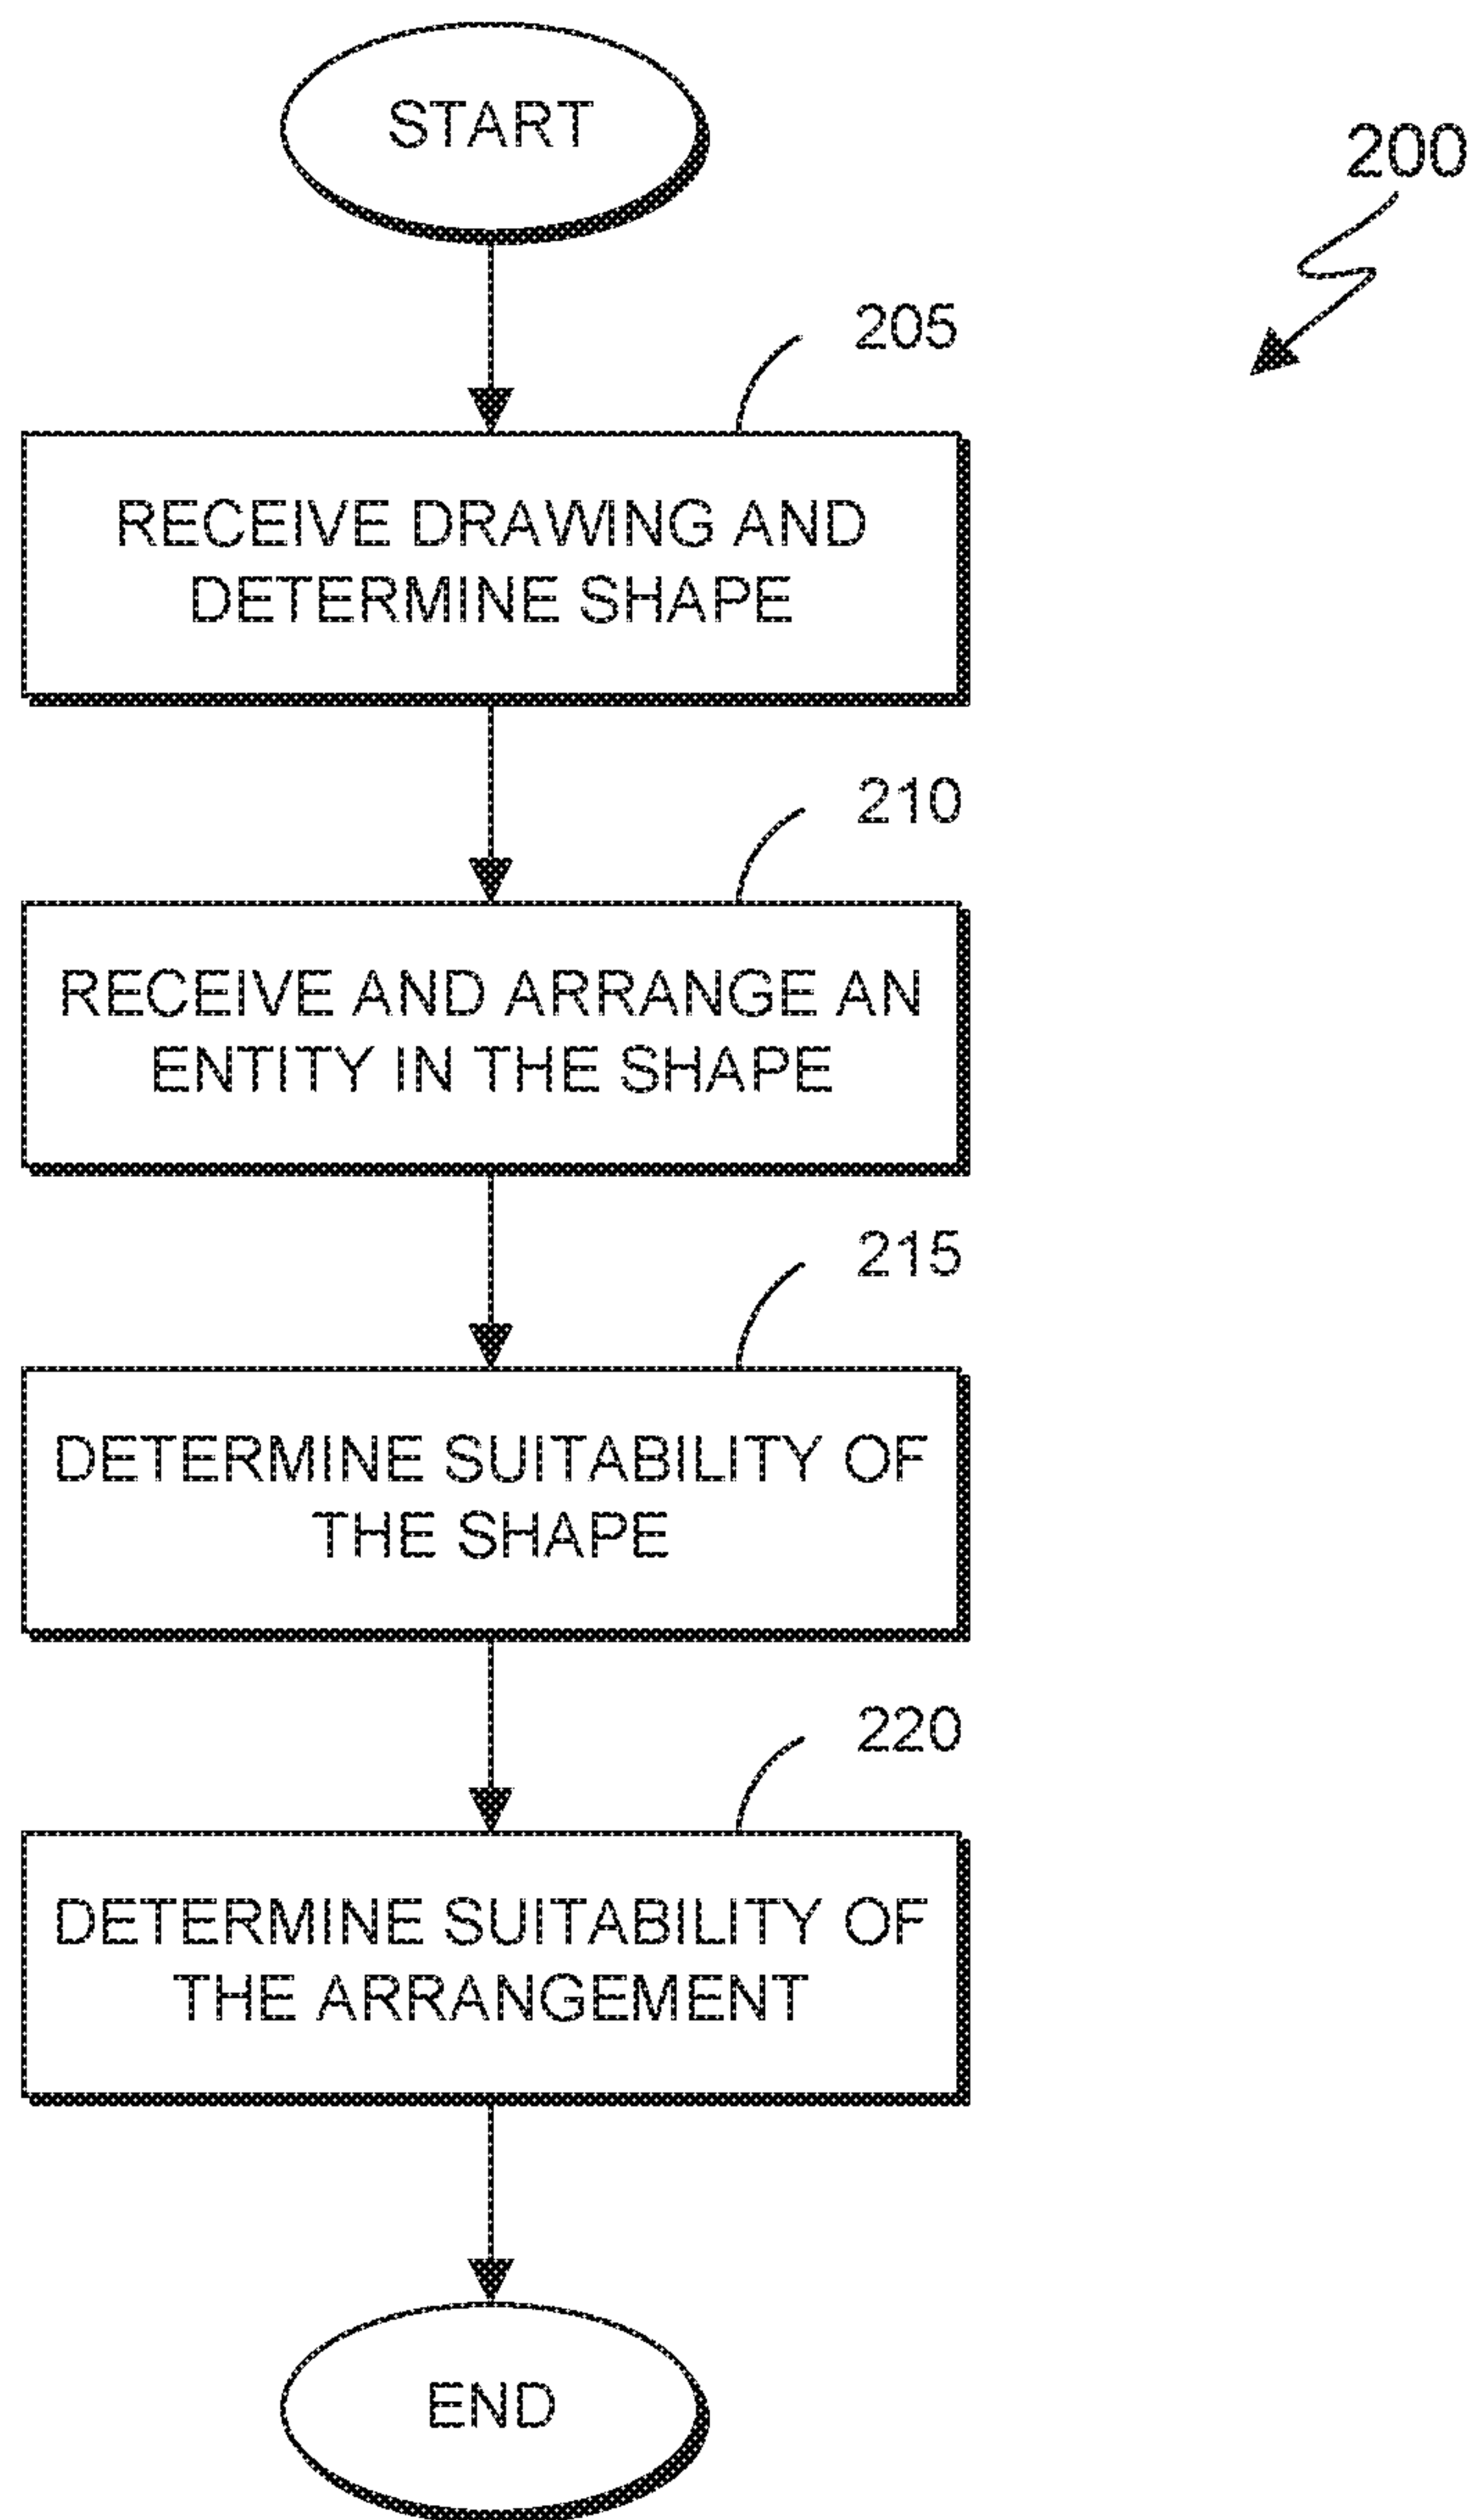 START
200
205
RECEIVE DRAWING AND
DETERMINE SHAPE
210
RECEIVE AND ARRANGE AN
ENTITY IN THE SHAPE
215
DETERMINE SUITABILITY OF
THE SHAPE
220
DETERMINE SUITABILITY OF
THE ARRANGEMENT
END